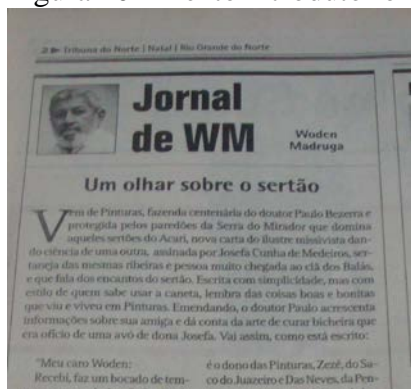 2 ▶ Tribuna do Norte | Natal | Rio Grande do Norte
Jornal
de WM
Woden
Madruga
Um olhar sobre o sertão
Vem de Pinturas, fazenda centenária do doutor Paulo Bezerra e
protegida pelos paredões da Serra do Mirador que domina
aqueles sertões do Acari, nova carta do ilustre missivista dan-
do ciência de uma outra, assinada por Josefa Cunha de Medeiros, ser-
taneja das mesmas ribeiras e pessoa muito chegada ao clã dos Balás,
e que fala dos encantos do sertão. Escrita com simplicidade, mas com
estilo de quem sabe usar a caneta, lembra das coisas boas e bonitas
que viu e viveu em Pinturas. Emendando, o doutor Paulo acrescenta
informações sobre sua amiga e dá conta da arte de curar bicheira que
era ofício de uma avó de dona Josefa. Vai assim, como está escrito:
"Meu caro Woden:
Recebi, faz um bocado de tem-
é o dono das Pinturas, Zezé, do Sa-
co do Juazeiro e Das Neves, da Pen-